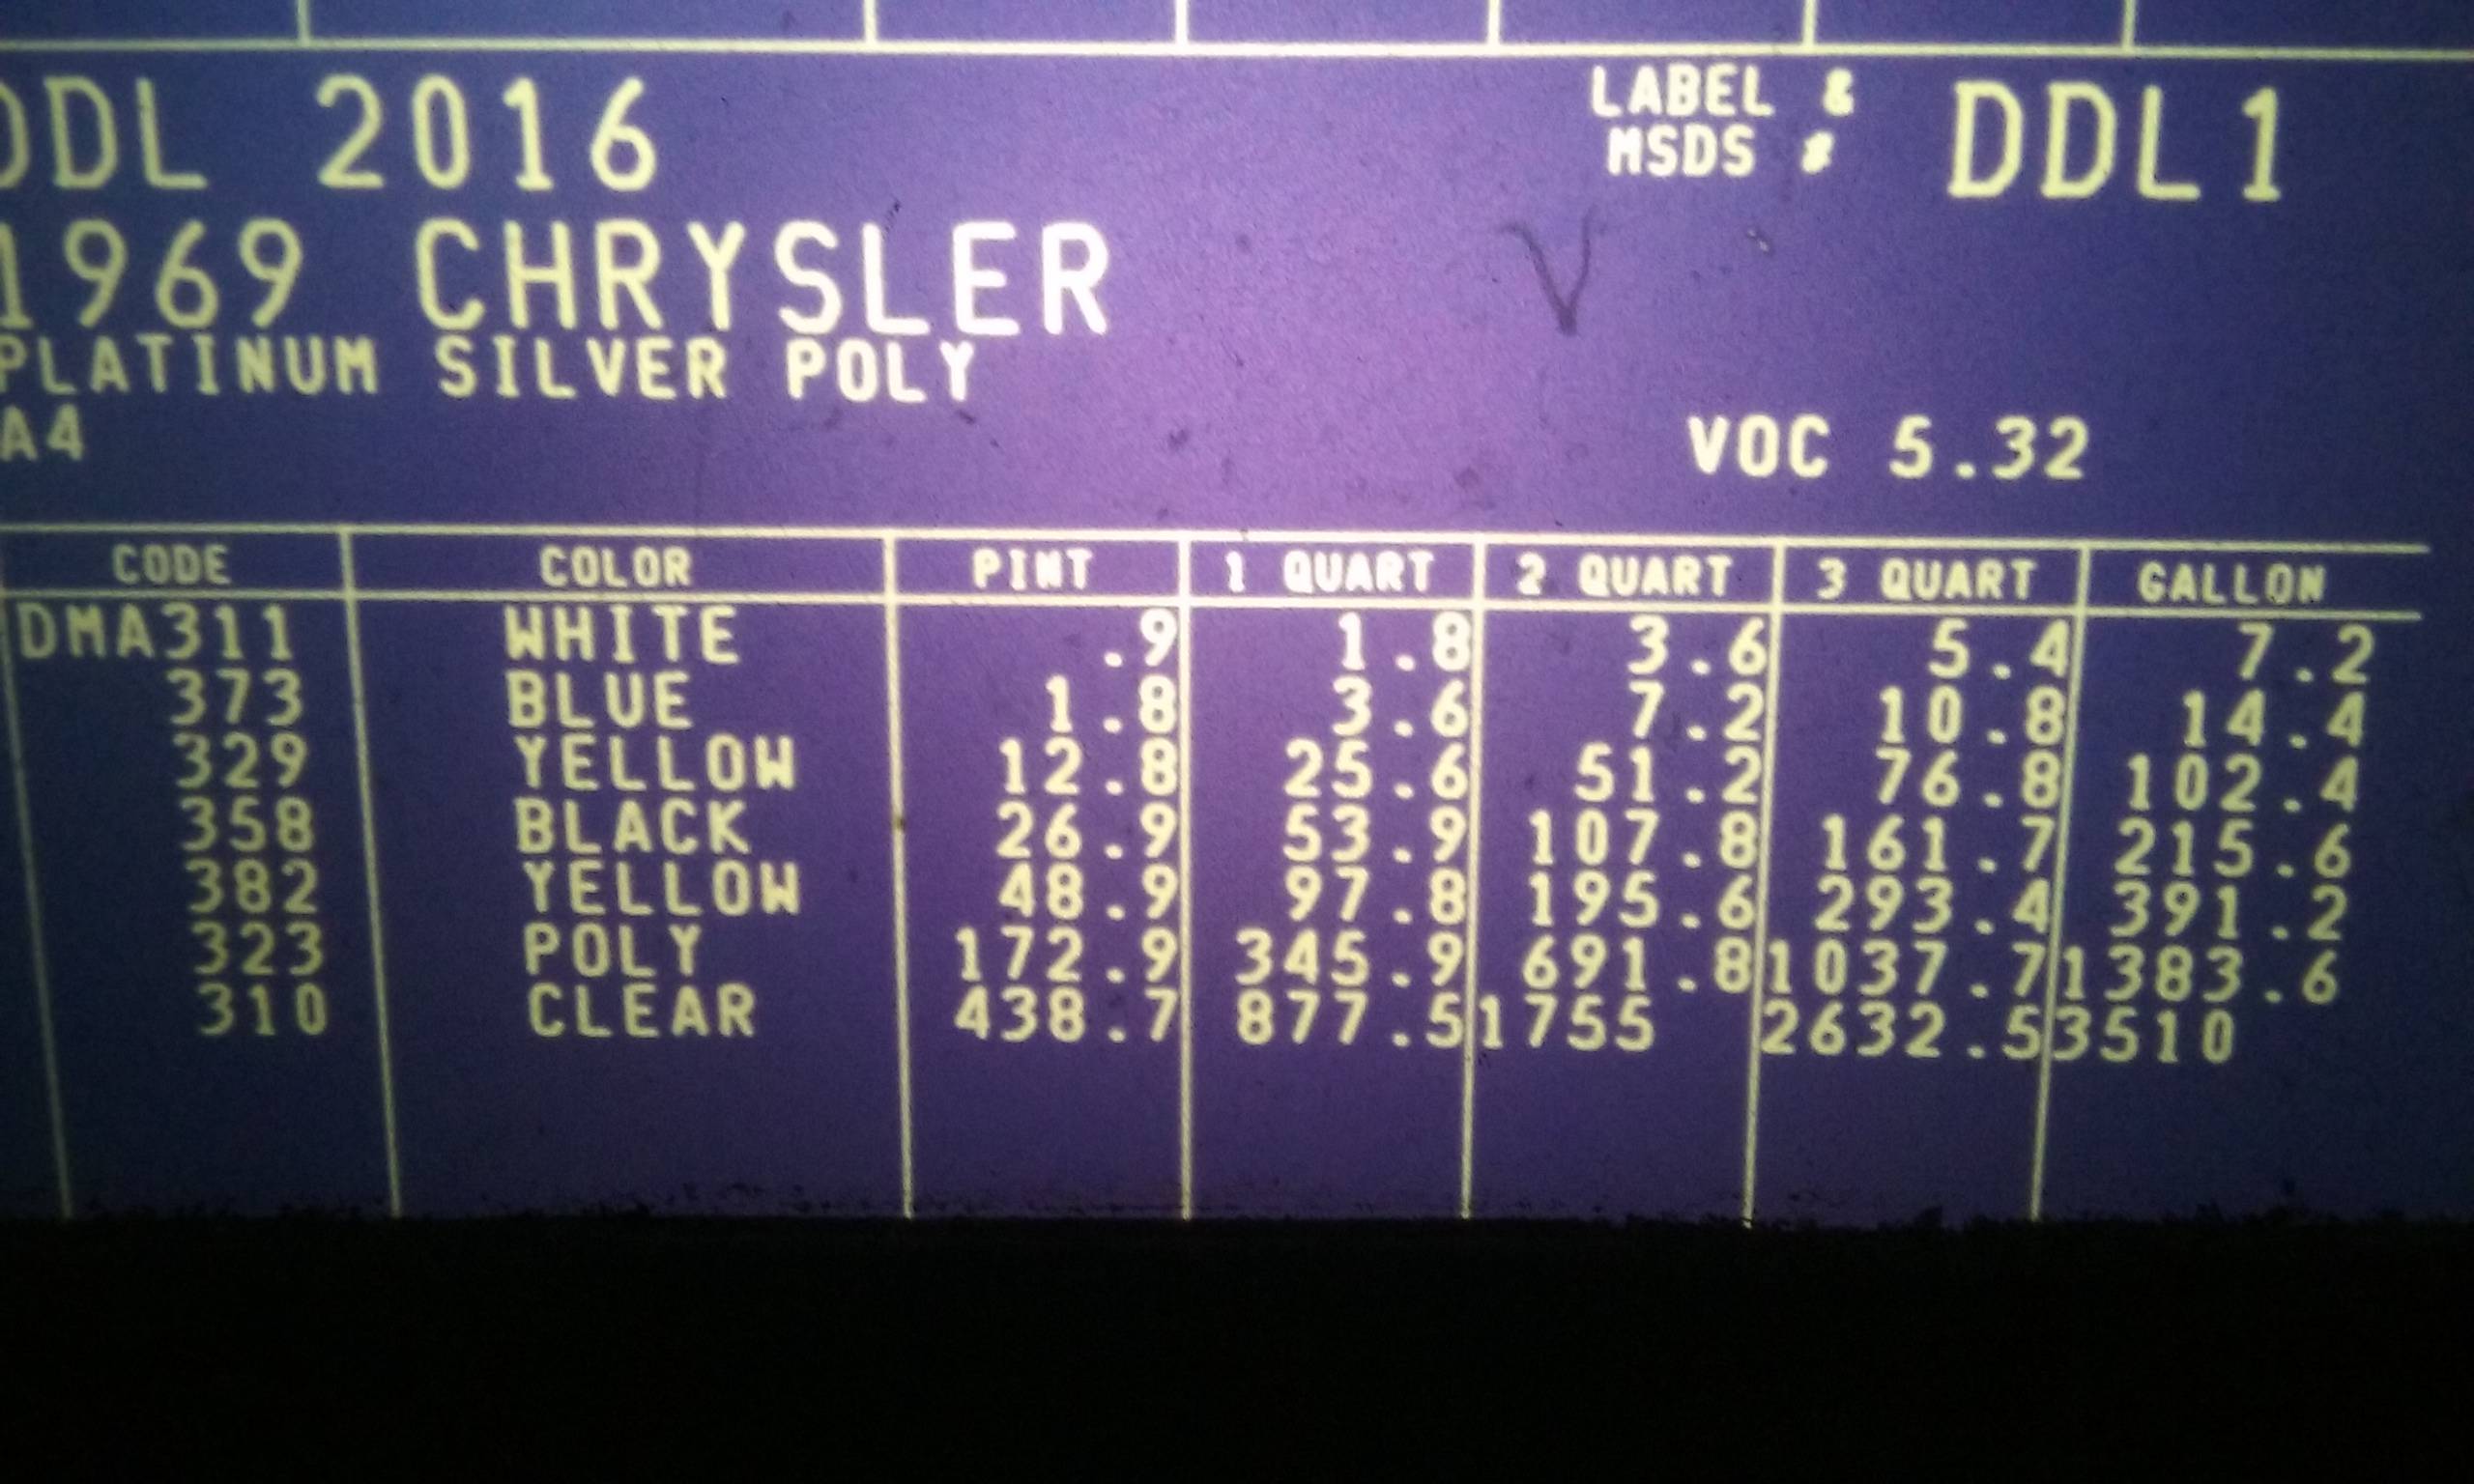 DDL 2016 LABEL & MSDS # DDL1
1969 CHRYSLER
PLATINUM SILVER POLY
A4
VOC 5.32
CODE COLOR PINT 1 QUART 2 QUART 3 QUART GALLON
DMA311 WHITE .9 1.8 3.6 5.4 7.2
373 BLUE 1.8 3.6 7.2 10.8 14.4
329 YELLOW 12.8 25.6 51.2 76.8 102.4
358 BLACK 26.9 53.9 107.8 161.7 215.6
382 YELLOW 48.9 97.8 195.6 293.4 391.2
323 POLY 172.9 345.9 691.8 1037.7 1383.6
310 CLEAR 438.7 877.5 1755 2632.5 3510